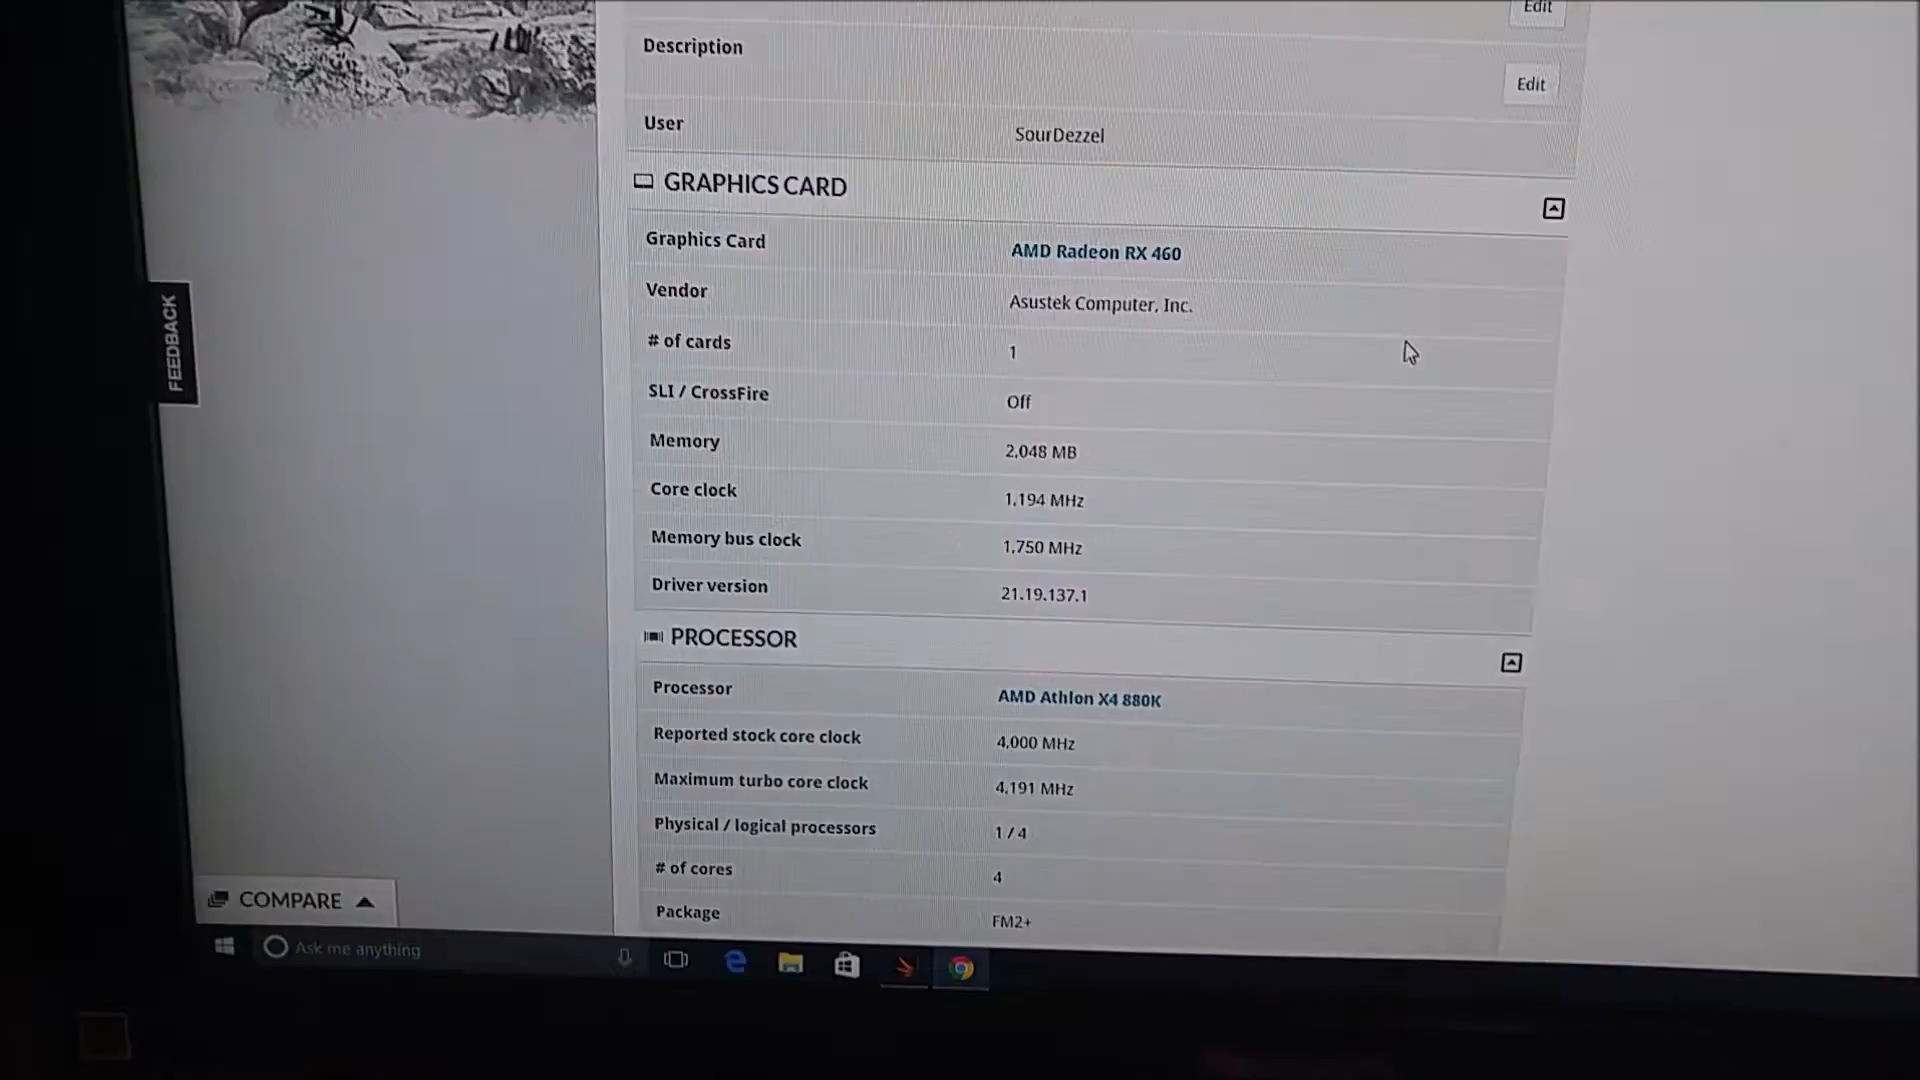 Edit
Description
Edit
User SourDezzel
GRAPHICS CARD
Graphics Card AMD Radeon RX 460
Vendor Asustek Computer, Inc.
# of cards 1
SLI / CrossFire Off
Memory 2,048 MB
Core clock 1,194 MHz
Memory bus clock 1,750 MHz
Driver version 21.19.137.1
PROCESSOR
Processor AMD Athlon X4 880K
Reported stock core clock 4,000 MHz
Maximum turbo core clock 4,191 MHz
Physical / logical processors 1 / 4
# of cores 4
Package FM2+
FEEDBACK
COMPARE
Ask me anything